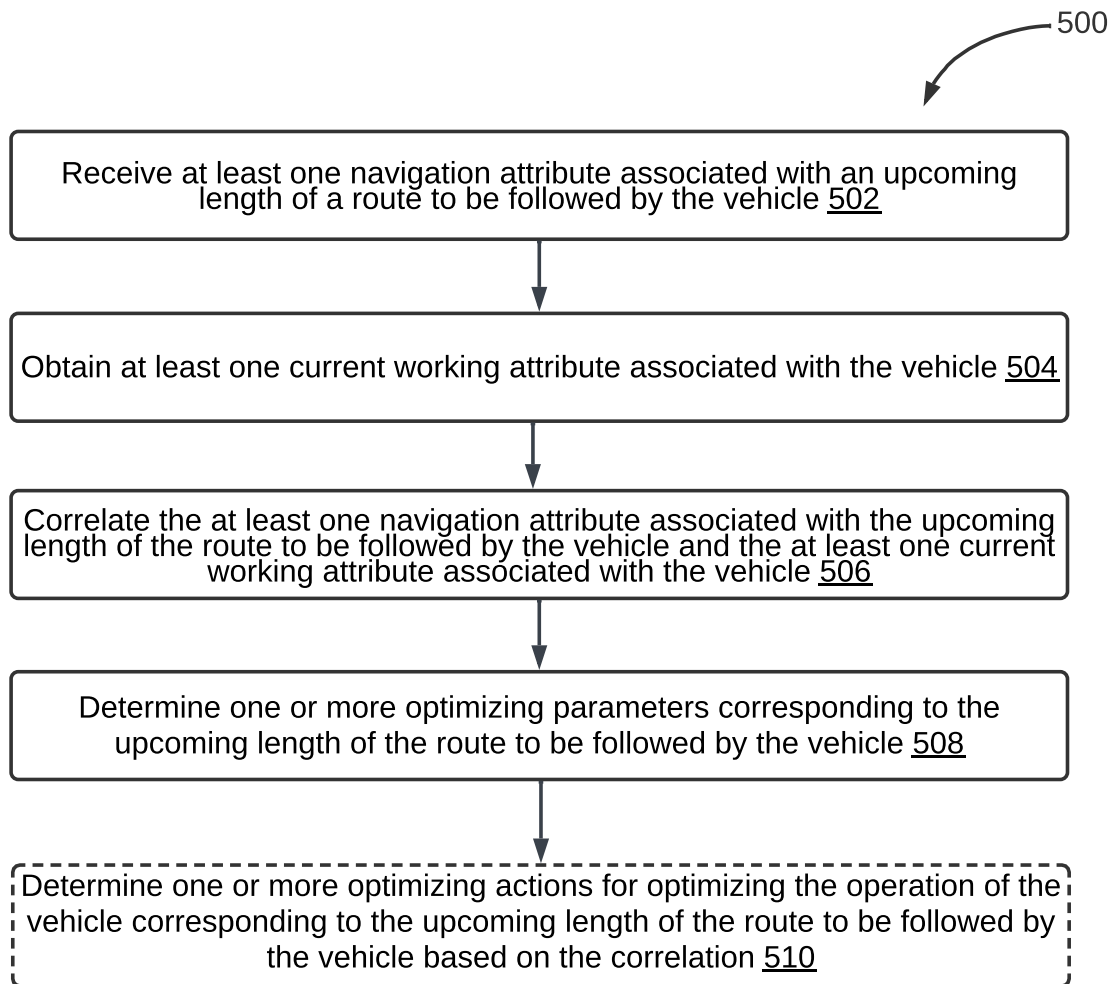 500
Receive at least one navigation attribute associated with an upcoming
length of a route to be followed by the vehicle 502
Obtain at least one current working attribute associated with the vehicle 504
Correlate the at least one navigation attribute associated with the upcoming
length of the route to be followed by the vehicle and the at least one current
working attribute associated with the vehicle 506
Determine one or more optimizing parameters corresponding to the
upcoming length of the route to be followed by the vehicle 508
Determine one or more optimizing actions for optimizing the operation of the
vehicle corresponding to the upcoming length of the route to be followed by
the vehicle based on the correlation 510